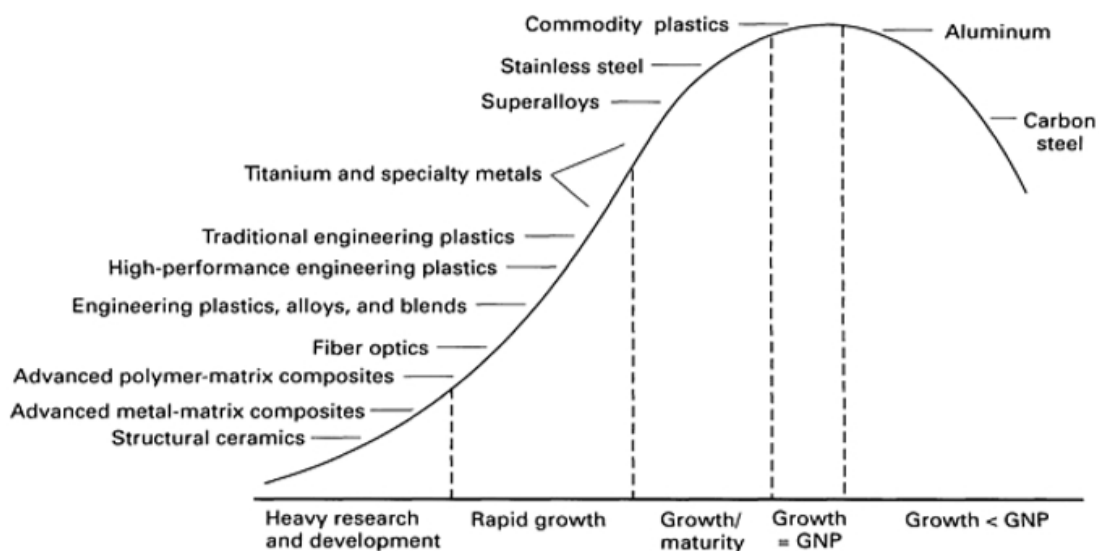 Commodity plastics
Aluminum
Stainless steel
Superalloys
Carbon
steel
Titanium and specialty metals
Traditional engineering plastics
High-performance engineering plastics
Engineering plastics, alloys, and blends
Fiber optics
Advanced polymer-matrix composites
Advanced metal-matrix composites
Structural ceramics
Heavy research
and development
Rapid growth
Growth/
maturity
Growth
= GNP
Growth < GNP